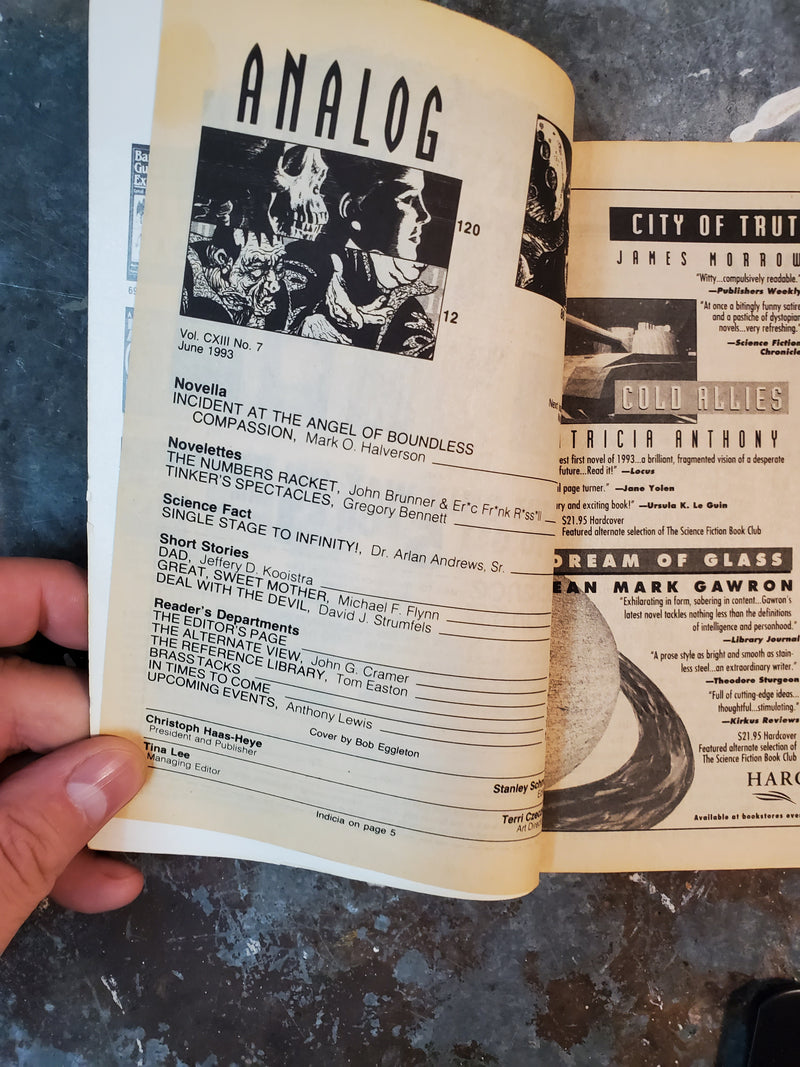 ANALOG
120
12
Vol. CXIII No. 7
June 1993
Novella
INCIDENT AT THE ANGEL OF BOUNDLESS
COMPASSION, Mark O. Halverson
Novelettes
THE NUMBERS RACKET, John Brunner & Er*c Fr*nk R*ss*ll
TINKER'S SPECTACLES, Gregory Bennett
Science Fact
SINGLE STAGE TO INFINITY!, Dr. Arlan Andrews, Sr.
Short Stories
DAD, Jeffery D. Kooistra
GREAT, SWEET MOTHER, Michael F. Flynn
DEAL WITH THE DEVIL, David J. Strumfels
Reader's Departments
THE EDITOR'S PAGE
THE ALTERNATE VIEW, John G. Cramer
THE REFERENCE LIBRARY, Tom Easton
BRASS TACKS
IN TIMES TO COME
UPCOMING EVENTS, Anthony Lewis
Cover by Bob Eggleton
Christoph Haas-Heye
President and Publisher
Tina Lee
Managing Editor
Stanley
Terri
Art
Indicia on page 5
CITY OF
JAMES
"Witty...compulsively readable."
—Publishers Weekly
"At once a bitingly funny satire
and a pastiche of dystopian
novels...very refreshing."
—Science Fiction
Chronicle
COLD ALLIES
ANTHONY
first novel of 1993...a brilliant, fragmented vision of a desperate
future...Read it!" —Locus
page turner." —Jane Yolen
and exciting book!" —Ursula K. Le Guin
$21.95 Hardcover
Featured alternate selection of The Science Fiction Book Club
OF GLASS
MARK GAWRON
"Exhilarating in form, sobering in content...Gawron's
latest novel tackles nothing less than the definitions
of intelligence and personhood."
—Library Journal
"A prose style as bright and smooth as stain-
less steel...an extraordinary writer."
—Theodore Sturgeon
"Full of cutting-edge ideas...
thoughtful...stimulating."
—Kirkus Reviews
$21.95 Hardcover
Featured alternate selection of
The Science Fiction Book Club
Available at bookstores